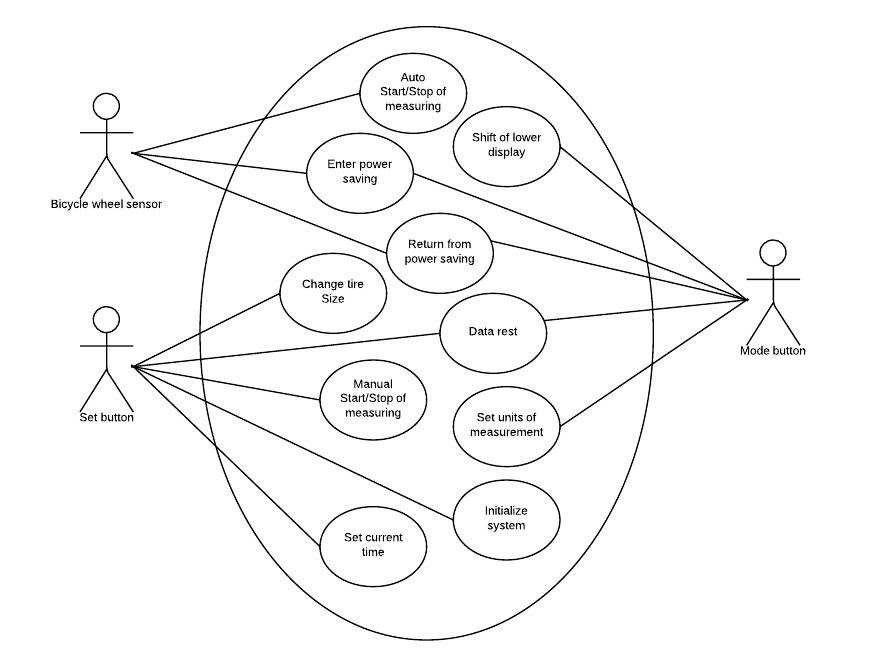 Auto
Start/Stop of
measuring
Shift of lower
display
Enter power
saving
Bicycle wheel sensor
Return from
power saving
Change tire
Size
Data rest
Mode button
Manual
Start/Stop of
measuring
Set button
Set units of
measurement
Initialize
system
Set current
time